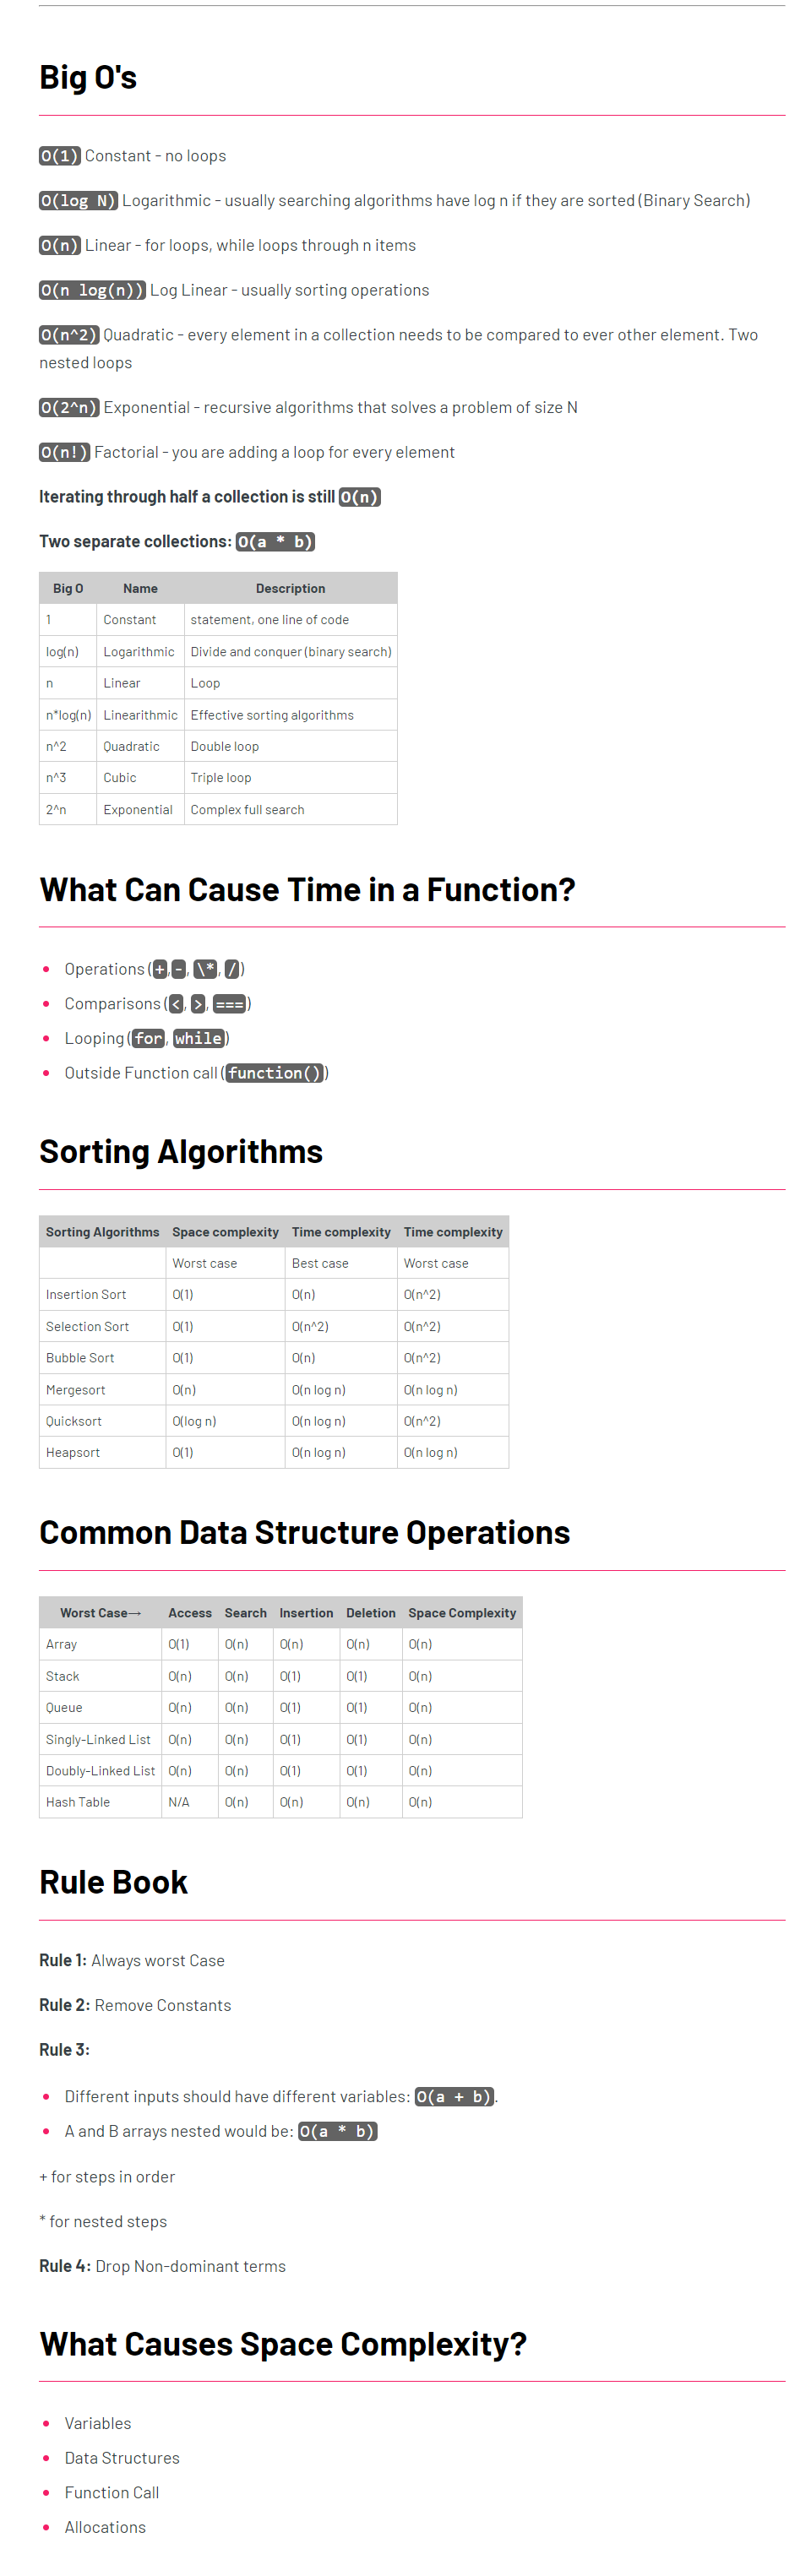 Big O's
O(1) Constant - no loops
O(log N) Logarithmic - usually searching algorithms have log n if they are sorted (Binary Search)
O(n) Linear - for loops, while loops through n items
O(n log(n)) Log Linear - usually sorting operations
O(n^2) Quadratic - every element in a collection needs to be compared to ever other element. Two
nested loops
O(2^n) Exponential - recursive algorithms that solves a problem of size N
O(n!) Factorial - you are adding a loop for every element
Iterating through half a collection is still O(n)
Two separate collections: O(a * b)
Big O Name Description
1 Constant statement, one line of code
log(n) Logarithmic Divide and conquer (binary search)
n Linear Loop
n*log(n) Linearithmic Effective sorting algorithms
n^2 Quadratic Double loop
n^3 Cubic Triple loop
2^n Exponential Complex full search
What Can Cause Time in a Function?
Operations (+, -, \*, /)
Comparisons (<, >, ===)
Looping (for, while)
Outside Function call (function())
Sorting Algorithms
Sorting Algorithms Space complexity Time complexity Time complexity
Worst case Best case Worst case
Insertion Sort O(1) O(n) O(n^2)
Selection Sort O(1) O(n^2) O(n^2)
Bubble Sort O(1) O(n) O(n^2)
Mergesort O(n) O(n log n) O(n log n)
Quicksort O(log n) O(n log n) O(n^2)
Heapsort O(1) O(n log n) O(n log n)
Common Data Structure Operations
Worst Case→ Access Search Insertion Deletion Space Complexity
Array O(1) O(n) O(n) O(n) O(n)
Stack O(n) O(n) O(1) O(1) O(n)
Queue O(n) O(n) O(1) O(1) O(n)
Singly-Linked List O(n) O(n) O(1) O(1) O(n)
Doubly-Linked List O(n) O(n) O(1) O(1) O(n)
Hash Table N/A O(n) O(n) O(n) O(n)
Rule Book
Rule 1: Always worst Case
Rule 2: Remove Constants
Rule 3:
Different inputs should have different variables: O(a + b).
A and B arrays nested would be: O(a * b)
+ for steps in order
* for nested steps
Rule 4: Drop Non-dominant terms
What Causes Space Complexity?
Variables
Data Structures
Function Call
Allocations